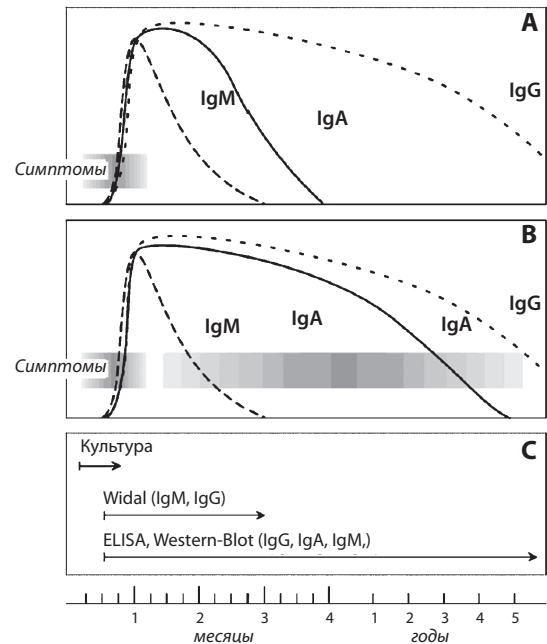 A
IgM
IgA
IgG
Симптомы
B
IgM
IgA
IgA
IgG
Симптомы
C
Культура
Widal (IgM, IgG)
ELISA, Western-Blot (IgG, IgA, IgM,)
1 2 3 4 1 2 3 4 5
месяцы годы